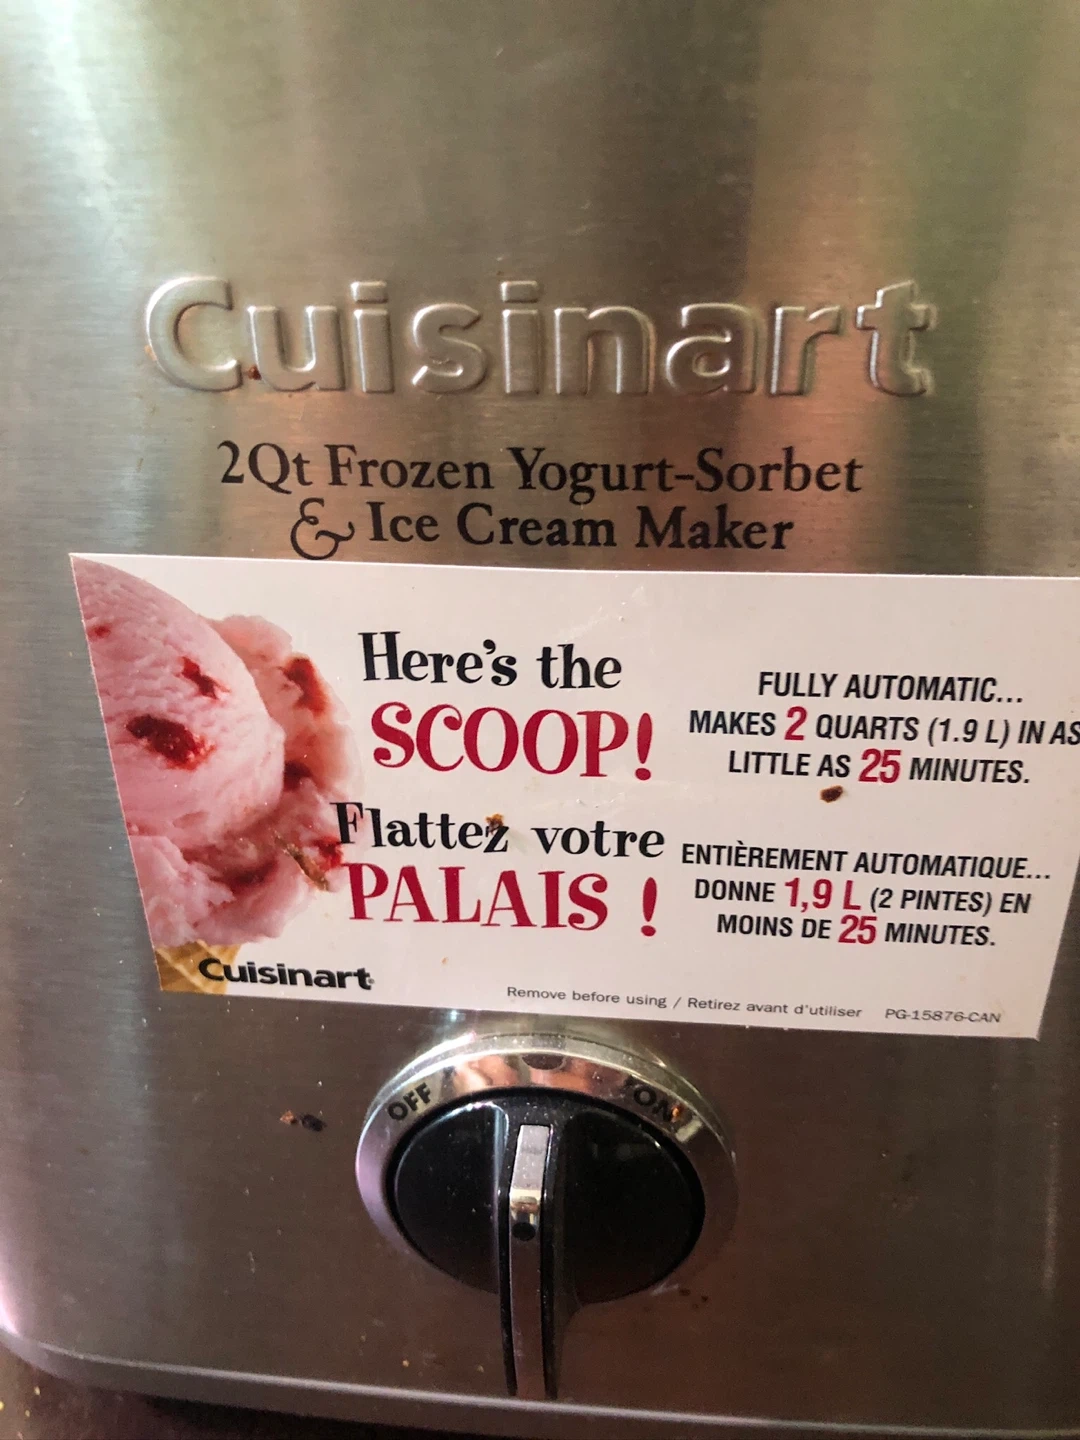 Cuisinart
2Qt Frozen Yogurt-Sorbet
& Ice Cream Maker
Here's the
SCOOP!
FULLY AUTOMATIC...
MAKES 2 QUARTS (1.9 L) IN AS
LITTLE AS 25 MINUTES.
Flattez votre
PALAIS !
ENTIÈREMENT AUTOMATIQUE...
DONNE 1,9 L (2 PINTES) EN
MOINS DE 25 MINUTES.
Cuisinart
Remove before using / Retirez avant d'utiliser PG-15876-CAN
OFF ON